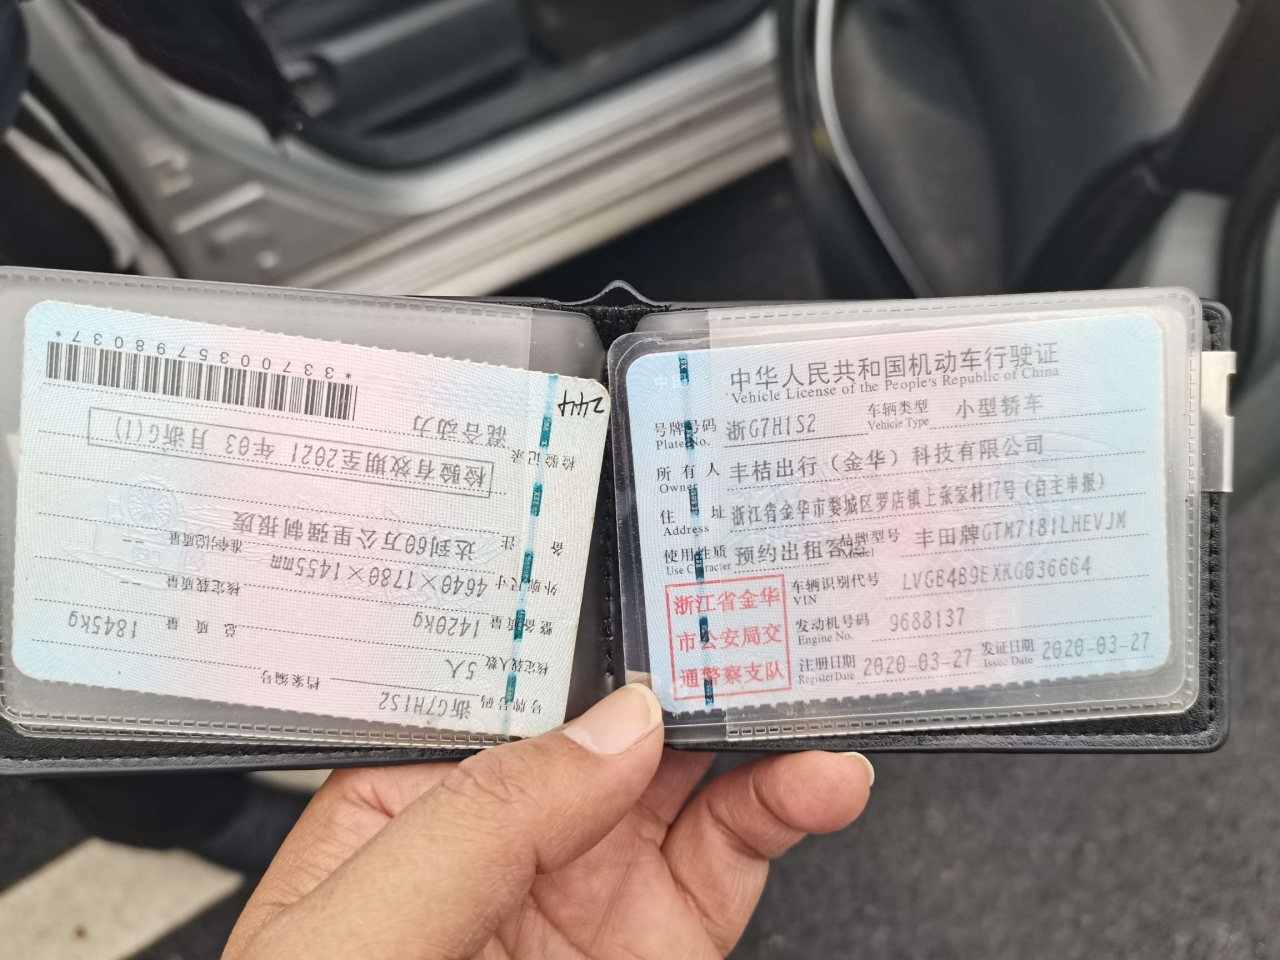 *3370035798037*
244
混合动力
检验记录
检验有效期至2021年03月浙G(1)
备 注 达到60万公里强制报废
外廓尺寸 4640×1780×1455mm 准牵引总质量 --
整备质量 1420kg 核定载质量 --
核定载人数 5人 总 质 量 1845kg
号牌号码 浙G7H1S2 档案编号
中华人民共和国机动车行驶证
Vehicle License of the People's Republic of China
号牌号码 浙G7H1S2 车辆类型 小型轿车
Plate No. Vehicle Type
所 有 人 丰桔出行（金华）科技有限公司
Owner
住 址 浙江省金华市婺城区罗店镇上张家村17号（自主申报）
Address
使用性质 预约出租客运 品牌型号 丰田牌GTM7181LHEVJM
Use Character Model
浙江省金华
市公安局交
通警察支队
车辆识别代号 LVGB4B9EXKG036664
VIN
发动机号码 9688137
Engine No.
注册日期 2020-03-27 发证日期 2020-03-27
Register Date Issue Date